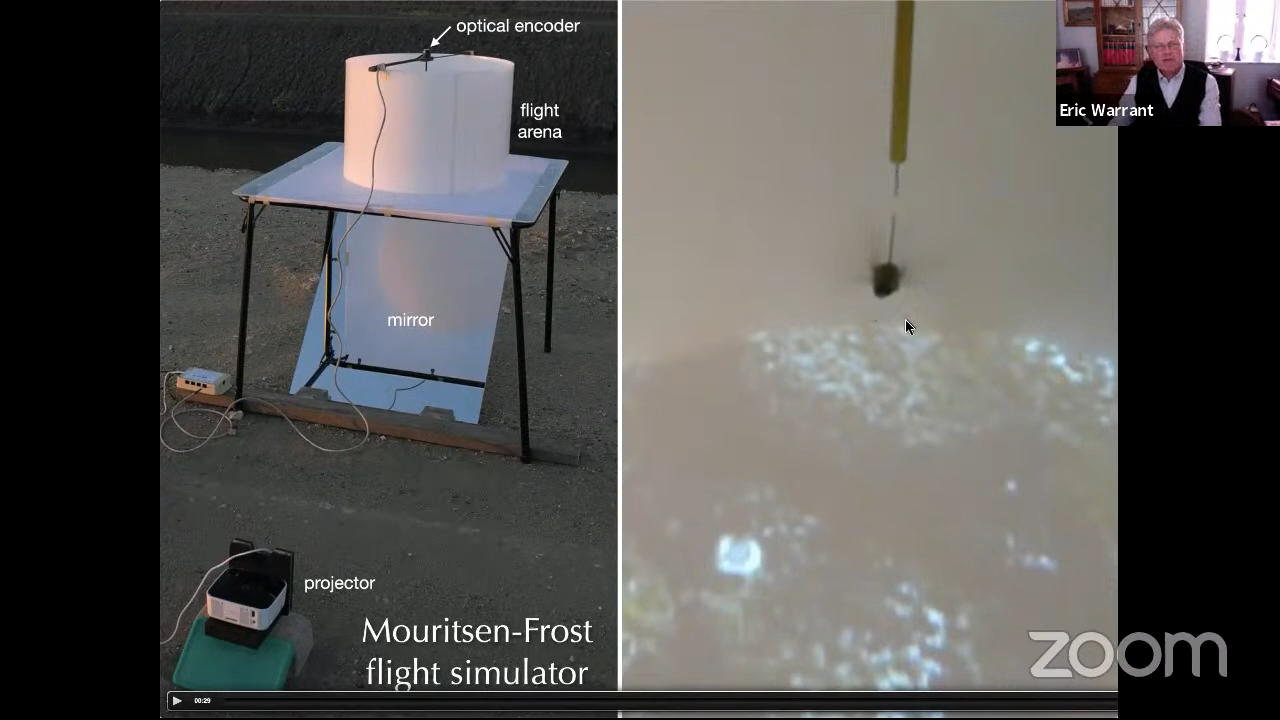 optical encoder
flight
arena
mirror
projector
Mouritsen-Frost
flight simulator
00:29
Eric Warrant
zoom